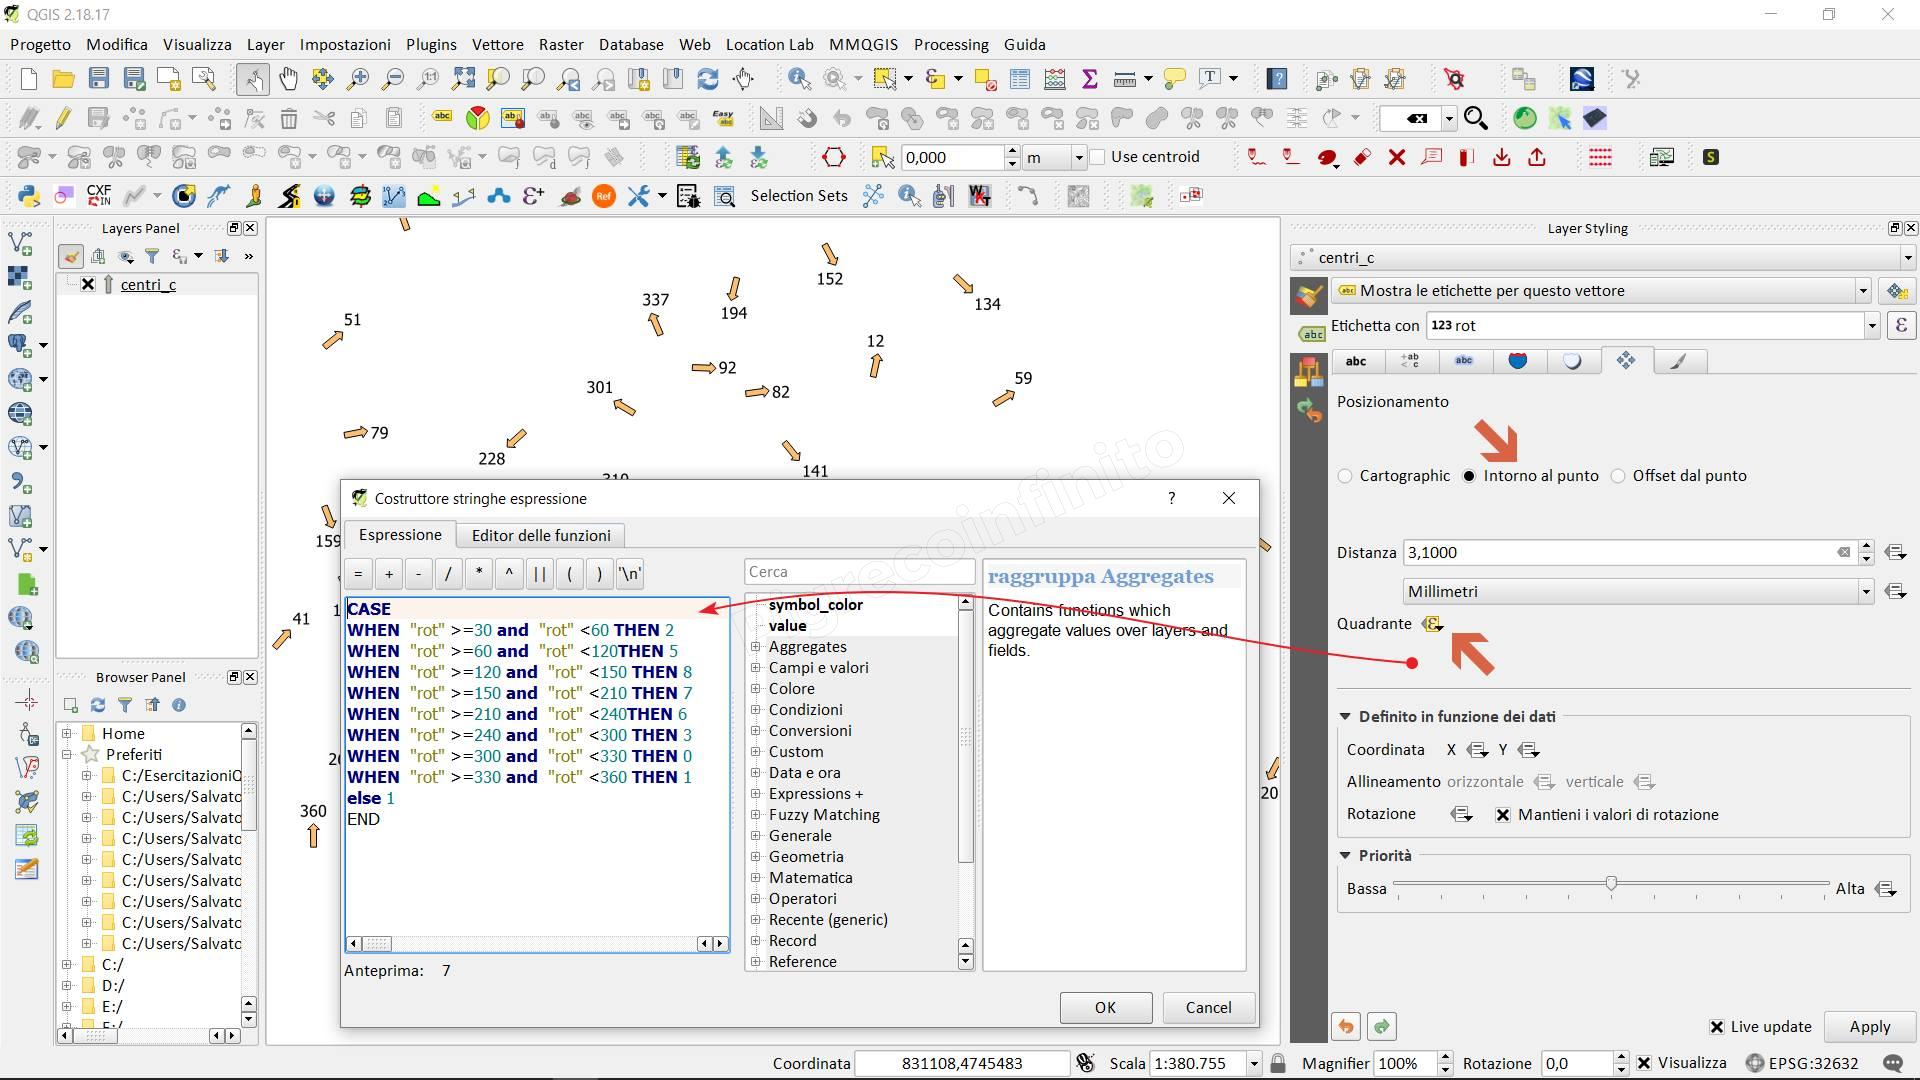 QGIS 2.18.17
Progetto Modifica Visualizza Layer Impostazioni Plugins Vettore Raster Database Web Location Lab MMQGIS Processing Guida
abc abc Easy
0,000 m Use centroid
CXF IN Ref Selection Sets WKT S
Layers Panel
centri_c
Browser Panel
Home
Preferiti
C:/EsercitazioniQ
C:/Users/Salvato
C:/Users/Salvato
C:/Users/Salvato
C:/Users/Salvato
C:/Users/Salvato
C:/Users/Salvato
C:/Users/Salvato
C:/Users/Salvato
C:/
D:/
E:/
152
337
194
134
51
12
92
59
301
82
79
228
141
159
41
360
20
pigrecoinfinito
Costruttore stringhe espressione
? 
Espressione Editor delle funzioni
= + - / * ^ || ( ) '\n'
CASE
WHEN "rot" >=30 and "rot" <60 THEN 2
WHEN "rot" >=60 and "rot" <120THEN 5
WHEN "rot" >=120 and "rot" <150 THEN 8
WHEN "rot" >=150 and "rot" <210 THEN 7
WHEN "rot" >=210 and "rot" <240THEN 6
WHEN "rot" >=240 and "rot" <300 THEN 3
WHEN "rot" >=300 and "rot" <330 THEN 0
WHEN "rot" >=330 and "rot" <360 THEN 1
else 1
END
Anteprima: 7
Cerca
symbol_color
value
Aggregates
Campi e valori
Colore
Condizioni
Conversioni
Custom
Data e ora
Expressions +
Fuzzy Matching
Generale
Geometria
Matematica
Operatori
Recente (generic)
Record
Reference
raggruppa Aggregates
Contains functions which
aggregate values over layers and
fields.
OK Cancel
Layer Styling
centri_c
Mostra le etichette per questo vettore
Etichetta con 123 rot
abc +ab < c abc
Posizionamento
Cartographic Intorno al punto Offset dal punto
Distanza 3,1000
Millimetri
Quadrante
Definito in funzione dei dati
Coordinata X Y
Allineamento orizzontale verticale
Rotazione Mantieni i valori di rotazione
Priorità
Bassa Alta
Live update Apply
Coordinata 831108,4745483 Scala 1:380.755 Magnifier 100% Rotazione 0,0 Visualizza EPSG:32632